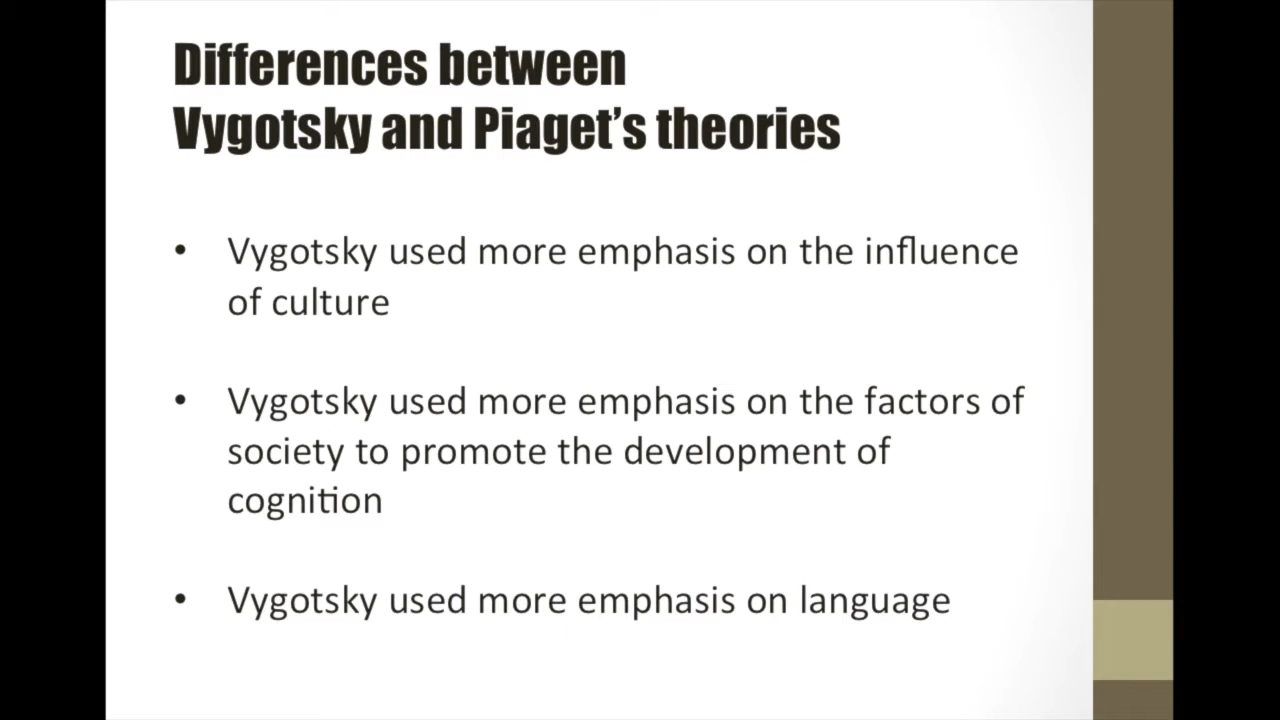 Differences between
Vygotsky and Piaget’s theories
• Vygotsky used more emphasis on the influence
of culture
• Vygotsky used more emphasis on the factors of
society to promote the development of
cognition
• Vygotsky used more emphasis on language